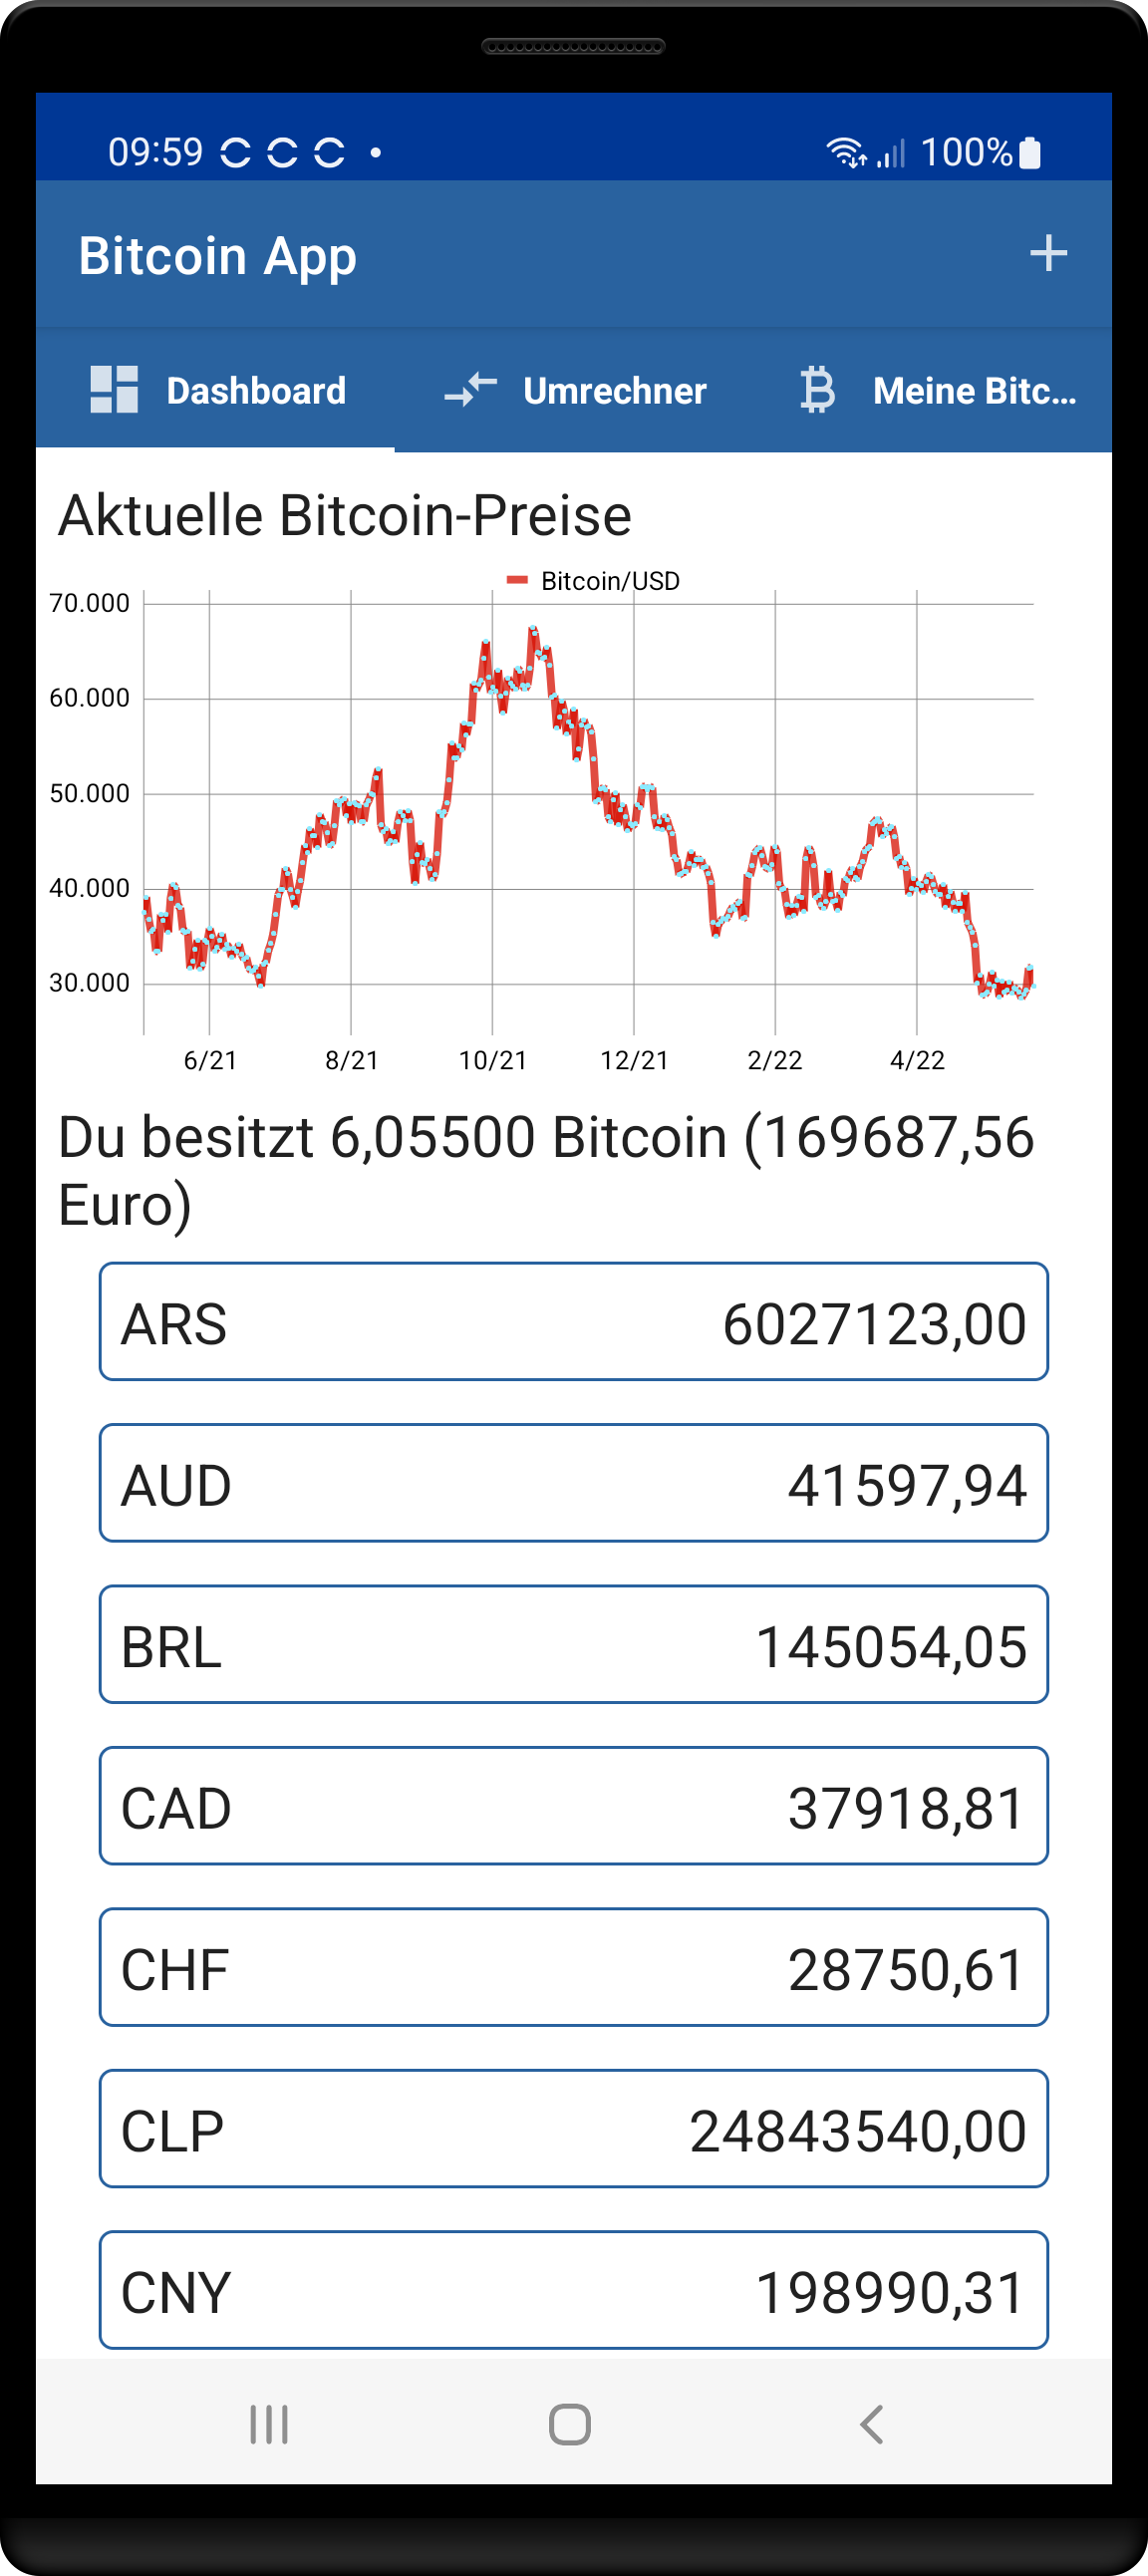 09:59
100%
Bitcoin App
Dashboard
Umrechner
Meine Bitc...
Aktuelle Bitcoin-Preise
Bitcoin/USD
70.000
60.000
50.000
40.000
30.000
6/21 8/21 10/21 12/21 2/22 4/22
Du besitzt 6,05500 Bitcoin (169687,56
Euro)
ARS 6027123,00
AUD 41597,94
BRL 145054,05
CAD 37918,81
CHF 28750,61
CLP 24843540,00
CNY 198990,31